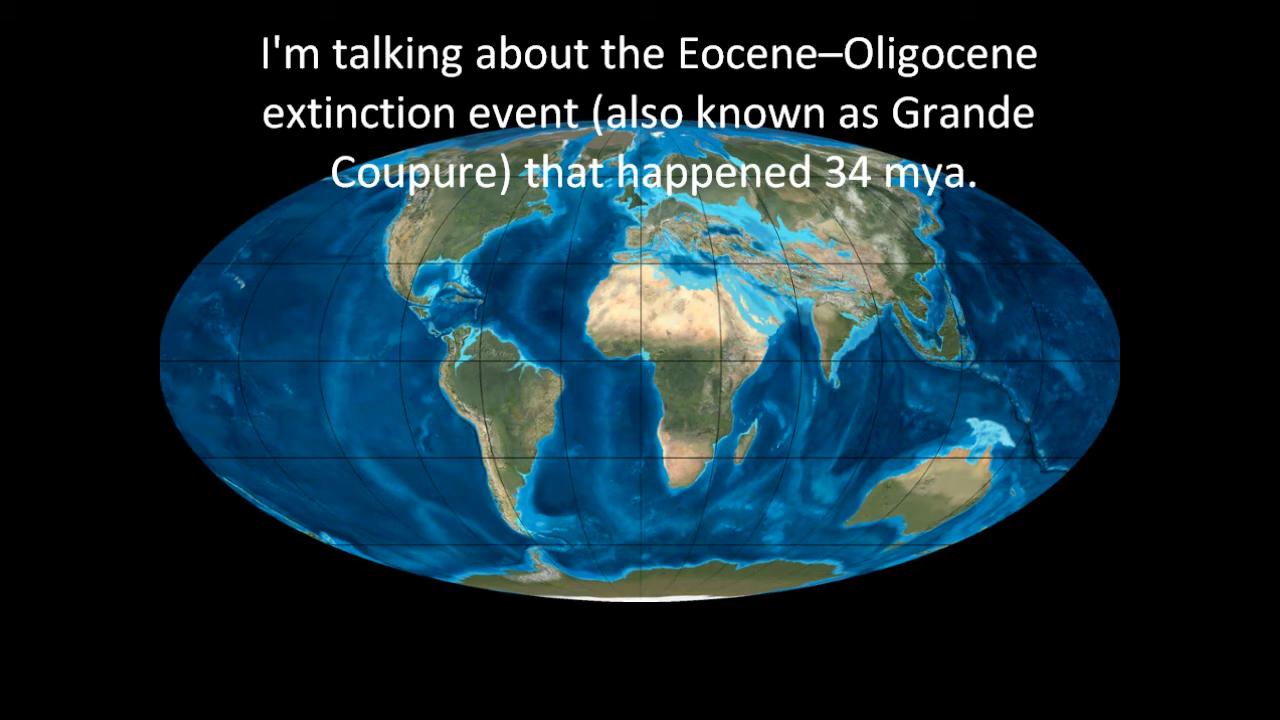 I'm talking about the Eocene–Oligocene
extinction event (also known as Grande
Coupure) that happened 34 mya.